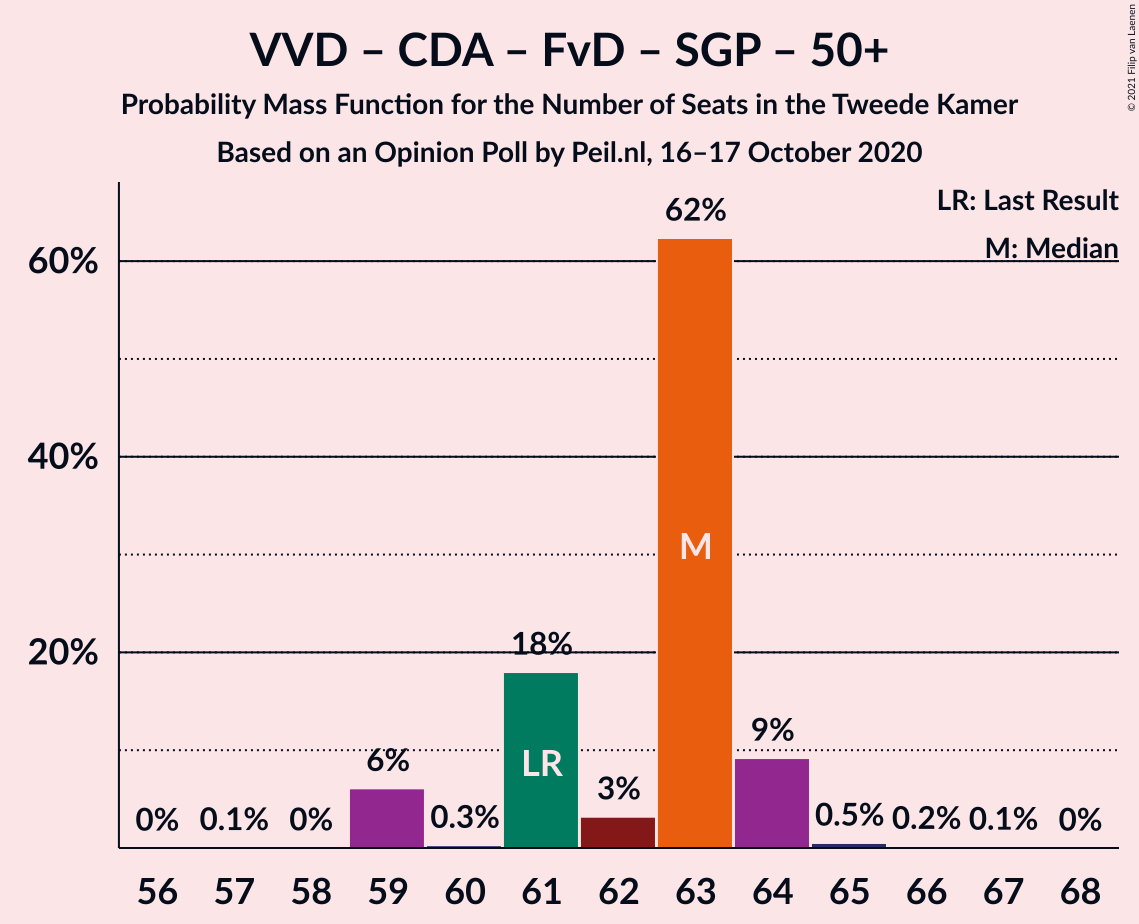 VVD – CDA – FvD – SGP – 50+
Probability Mass Function for the Number of Seats in the Tweede Kamer
Based on an Opinion Poll by Peil.nl, 16–17 October 2020
© 2021 Filip van Laenen
LR: Last Result
M: Median
60%
40%
20%
0%
0.1%
0%
6%
0.3%
18%
3%
62%
9%
0.5%
0.2%
0.1%
0%
LR
M
56 57 58 59 60 61 62 63 64 65 66 67 68